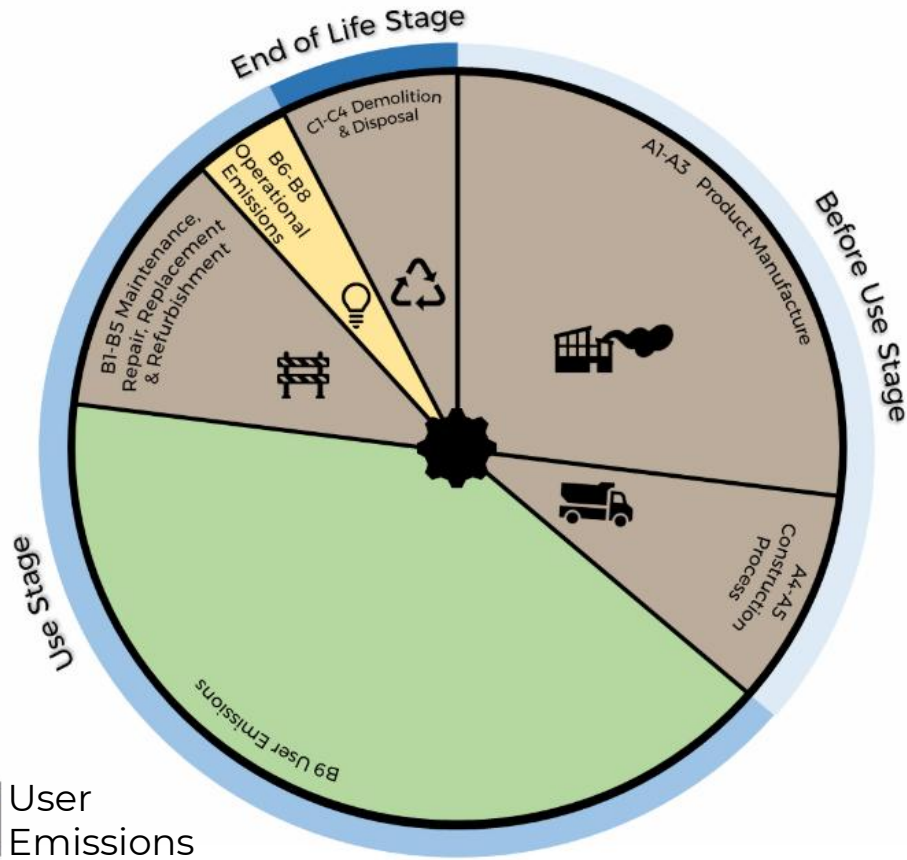 End of Life Stage
C1-C4 Demolition
& Disposal
B6-B8
Operational
Emissions
A1-A3 Product Manufacture
Before Use Stage
B1-B5 Maintenance,
Repair, Replacement
& Refurbishment
A4-A5
Construction
Process
Use Stage
B9 User Emissions
User
Emissions